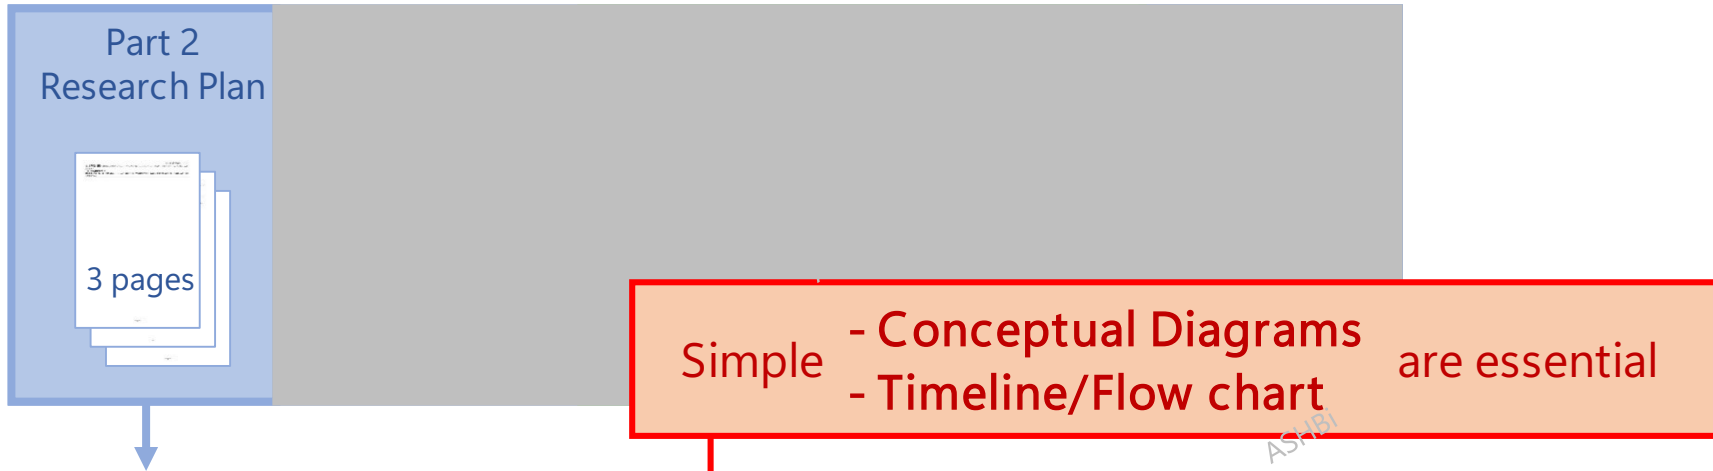 Part 2
Research Plan
3 pages
Simple
- Conceptual Diagrams
- Timeline/Flow chart
are essential
ASHBi